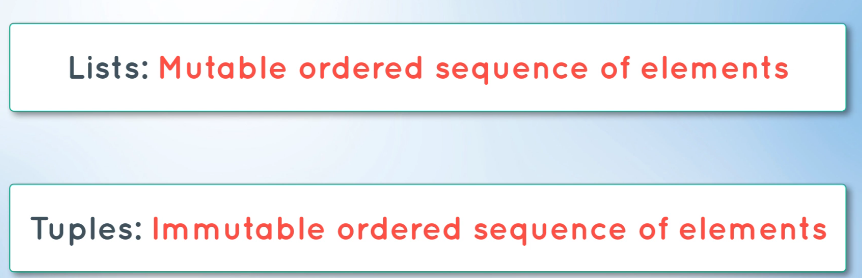 Lists: Mutable ordered sequence of elements
Tuples: Immutable ordered sequence of elements